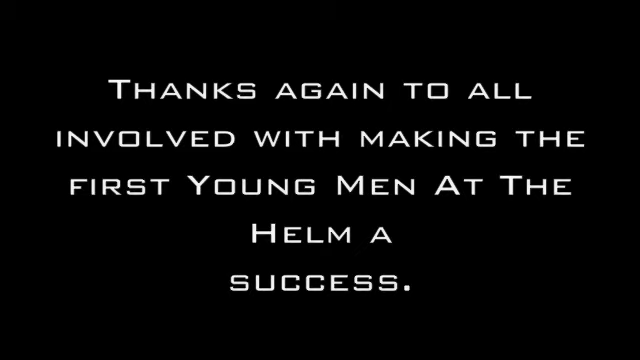 Thanks again to all
involved with making the
first Young Men At The
Helm a
success.